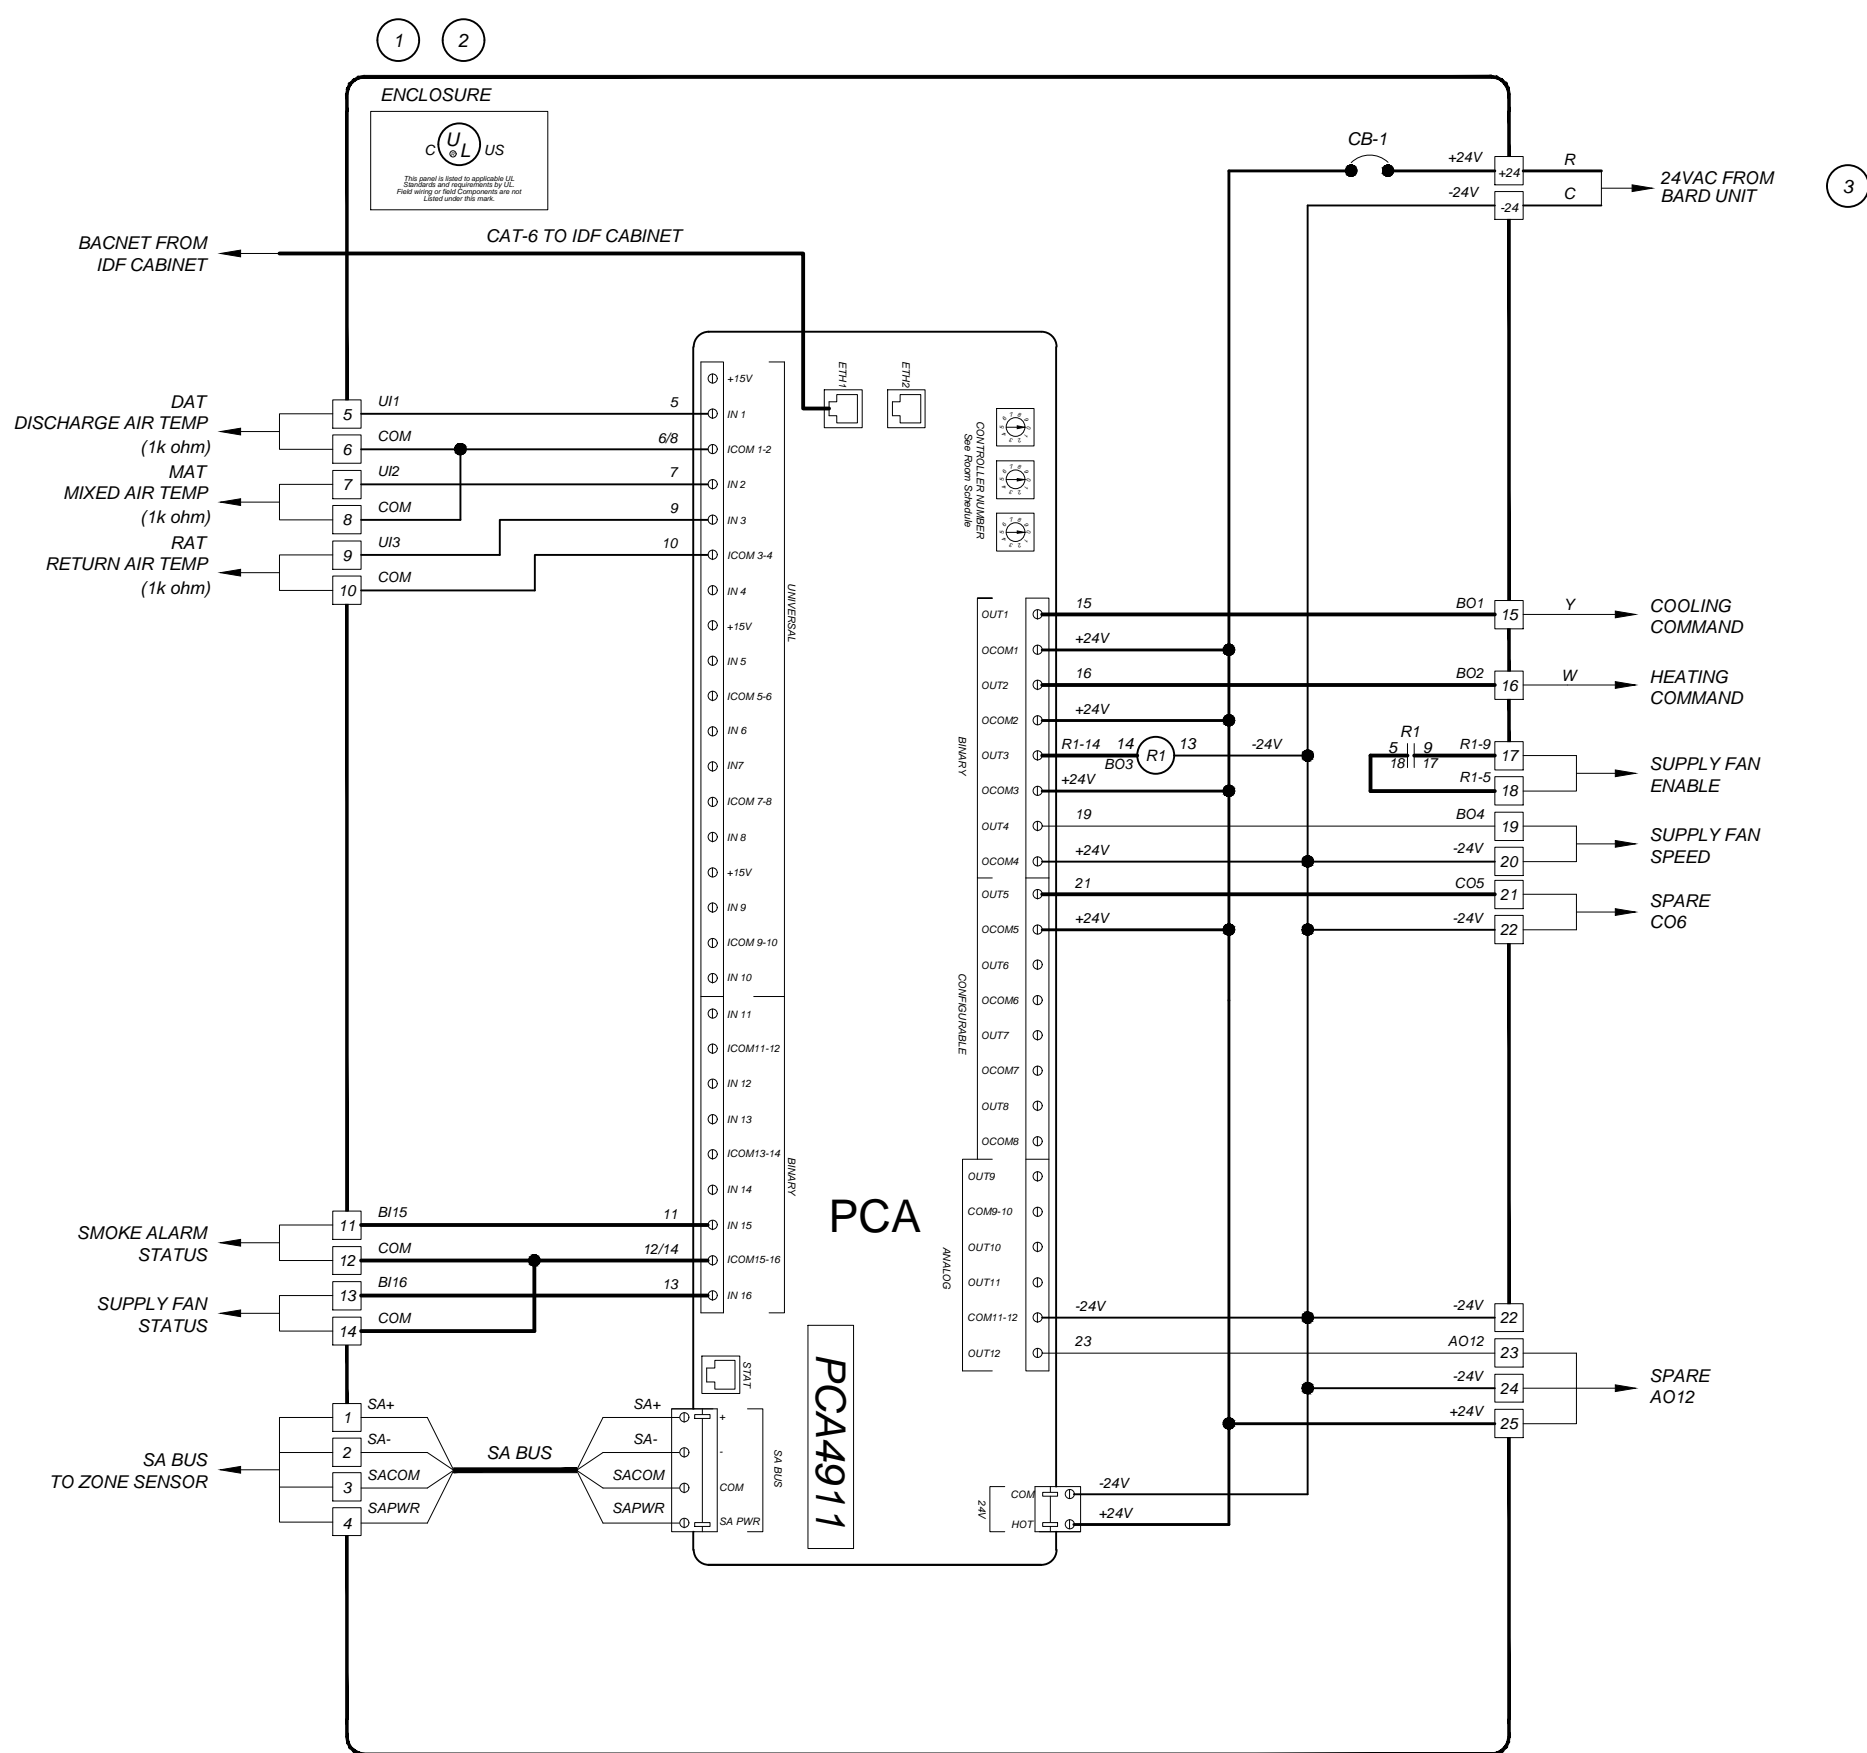 1 2
ENCLOSURE
C UL US
This panel is listed to applicable UL
Standards and requirements by UL.
Field wiring or field Components are not
Listed under this mark.
CB-1
+24V
+24
R
-24V
-24
C
24VAC FROM
BARD UNIT
3
BACNET FROM
IDF CABINET
CAT-6 TO IDF CABINET
DAT
DISCHARGE AIR TEMP
(1k ohm)
MAT
MIXED AIR TEMP
(1k ohm)
RAT
RETURN AIR TEMP
(1k ohm)
5 UI1 5
6 COM 6/8
7 UI2 7
8 COM
9 UI3 9
10 COM 10
+15V
IN 1
ICOM 1-2
IN 2
IN 3
ICOM 3-4
IN 4
+15V
IN 5
ICOM 5-6
IN 6
IN7
ICOM 7-8
IN 8
+15V
IN 9
ICOM 9-10
IN 10
UNIVERSAL
IN 11
ICOM11-12
IN 12
IN 13
ICOM13-14
IN 14
IN 15
ICOM15-16
IN 16
BINARY
ETH1
ETH2
CONTROLLER NUMBER
See Room Schedule
SMOKE ALARM
STATUS
SUPPLY FAN
STATUS
11 BI15 11
12 COM 12/14
13 BI16 13
14 COM
SA BUS
TO ZONE SENSOR
1 SA+
2 SA-
3 SACOM
4 SAPWR
SA BUS
SA+
SA-
SACOM
SAPWR
STAT
+
-
COM
SA PWR
SA BUS
PCA
PCA4911
BINARY
OUT1 15 BO1 15 Y
COOLING
COMMAND
OCOM1 +24V
OUT2 16 BO2 16 W
HEATING
COMMAND
OCOM2 +24V
OUT3 R1-14 14 R1 13 -24V
BO3
R1
5 9 R1-9 17
18 17
OCOM3 +24V
R1-5 18
SUPPLY FAN
ENABLE
OUT4 19 BO4 19
OCOM4 +24V -24V 20
SUPPLY FAN
SPEED
CONFIGURABLE
OUT5 21 CO5 21
OCOM5 +24V -24V 22
SPARE
CO6
OUT6
OCOM6
OUT7
OCOM7
OUT8
OCOM8
ANALOG
OUT9
COM9-10
OUT10
OUT11
COM11-12 -24V -24V 22
OUT12 23 AO12 23
-24V 24
+24V 25
SPARE
AO12
24V
COM -24V
HOT +24V